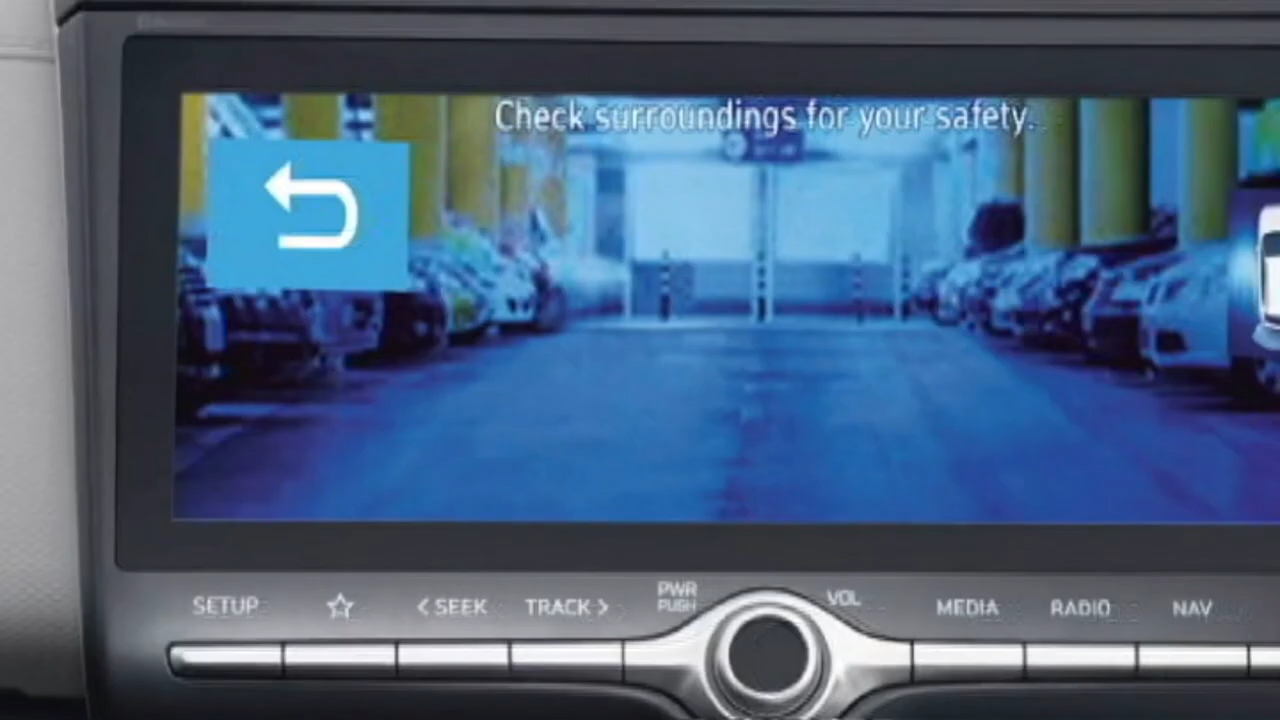 Check surroundings for your safety.
SETUP
< SEEK
TRACK >
PWR
PUSH
VOL
MEDIA
RADIO
NAV